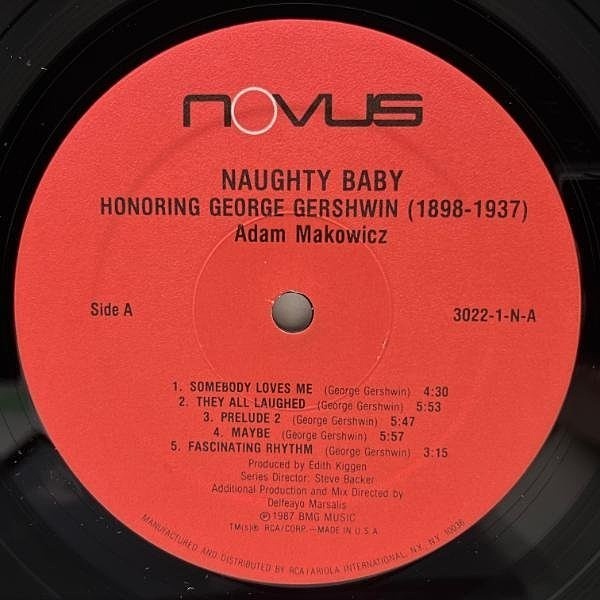 NOVUS
NAUGHTY BABY
HONORING GEORGE GERSHWIN (1898-1937)
Adam Makowicz
Side A
3022-1-N-A
1. SOMEBODY LOVES ME (George Gershwin) 4:30
2. THEY ALL LAUGHED (George Gershwin) 5:53
3. PRELUDE 2 (George Gershwin) 5:47
4. MAYBE (George Gershwin) 5:57
5. FASCINATING RHYTHM (George Gershwin) 3:15
Produced by Edith Kiggen
Series Director: Steve Backer
Additional Production and Mix Directed by
Delfeayo Marsalis
℗1987 BMG MUSIC
TM(s)® RCA/CORP.—MADE IN U.S.A.
MANUFACTURED AND DISTRIBUTED BY RCA/ARIOLA INTERNATIONAL, N.Y., N.Y. 10036